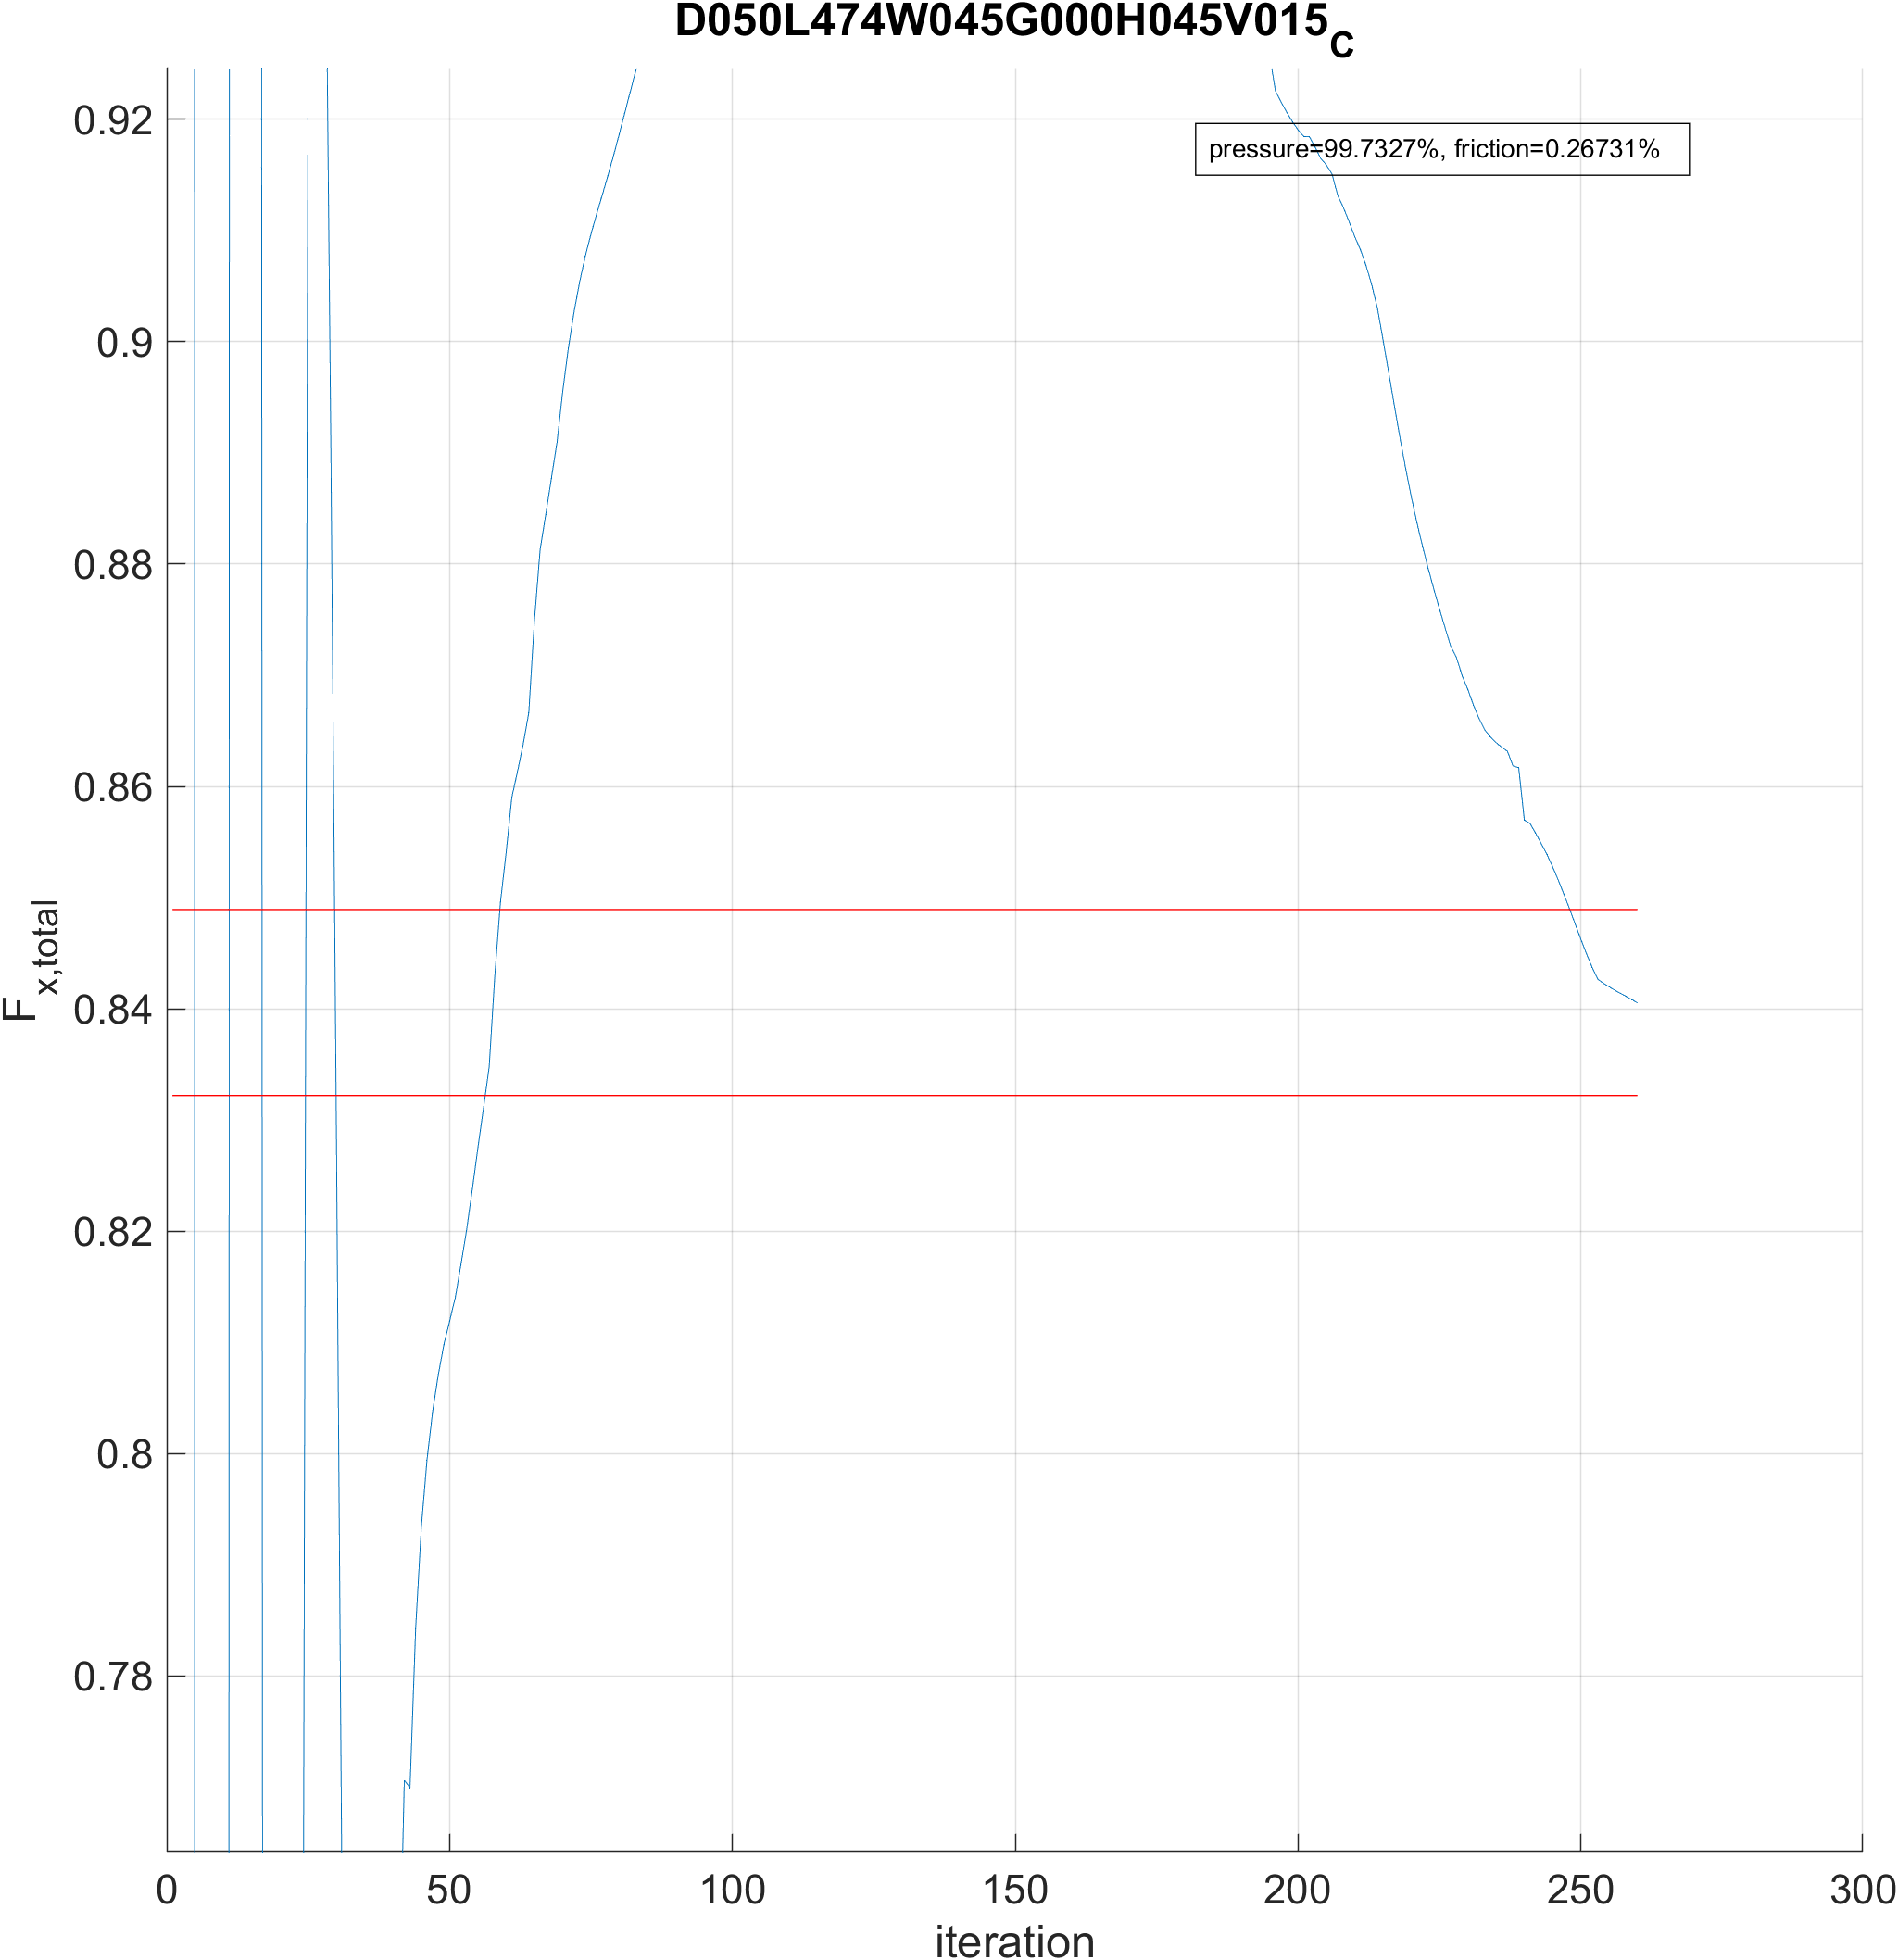 D050L474W045G000H045V015C
pressure=99.7327%, friction=0.26731%
0.92
0.9
0.88
0.86
0.84
0.82
0.8
0.78
Fx,total
0 50 100 150 200 250 300
iteration